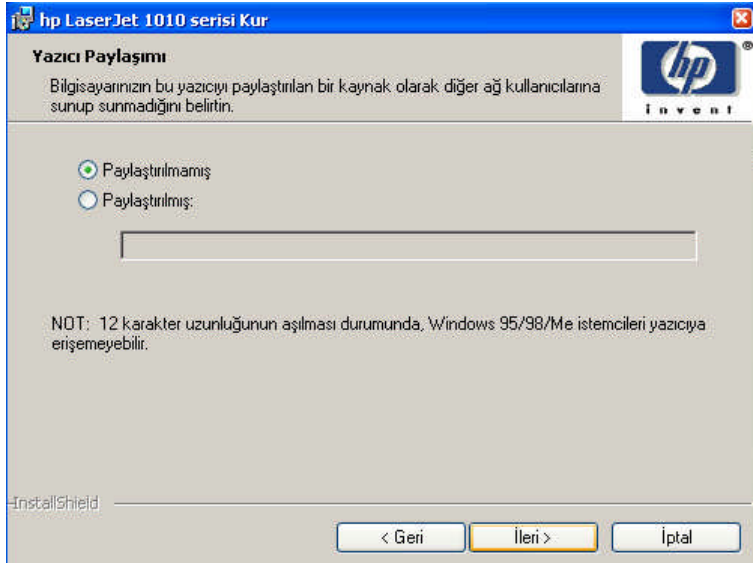 hp LaserJet 1010 serisi Kur
Yazıcı Paylaşımı
Bilgisayarınızın bu yazıcıyı paylaştırılan bir kaynak olarak diğer ağ kullanıcılarına
sunup sunmadığını belirtin.
hp
®
invent
Paylaştırılmamış
Paylaştırılmış:
NOT: 12 karakter uzunluğunun aşılması durumunda, Windows 95/98/Me istemcileri yazıcıya
erişemeyebilir.
InstallShield
< Geri
İleri >
İptal